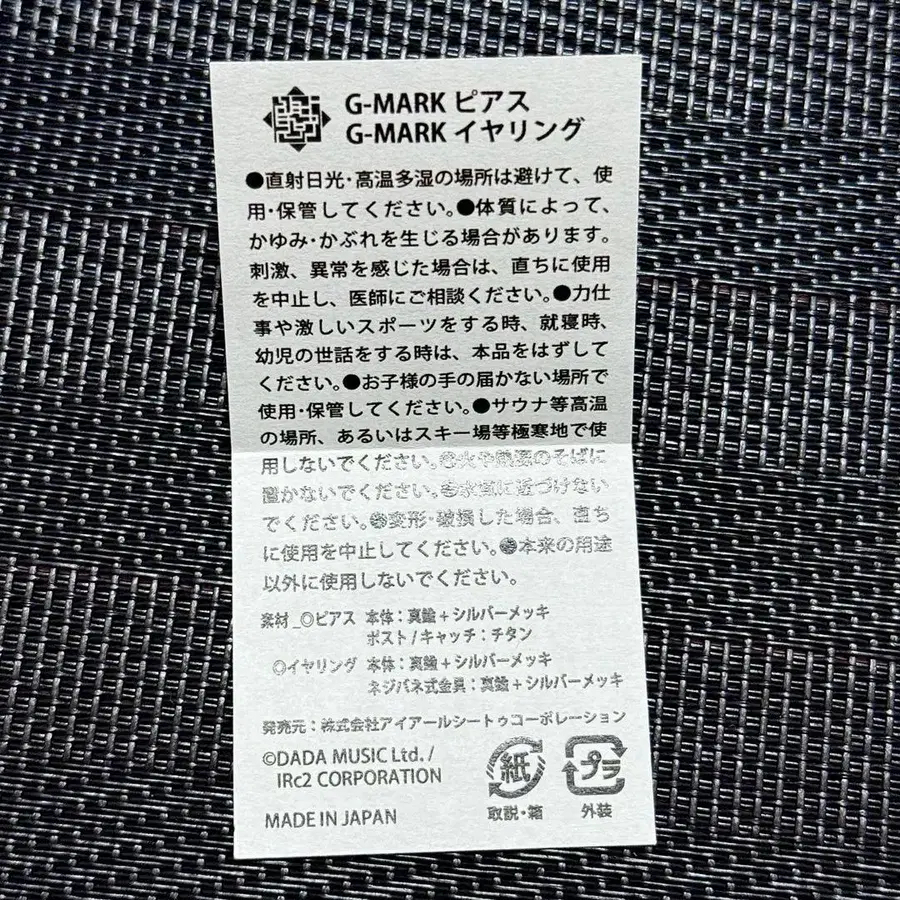 G-MARK ピアス
G-MARK イヤリング
●直射日光・高温多湿の場所は避けて、使
用・保管してください。●体質によって、
かゆみ・かぶれを生じる場合があります。
刺激、異常を感じた場合は、直ちに使用
を中止し、医師にご相談ください。●力仕
事や激しいスポーツをする時、就寝時、
幼児の世話をする時は、本品をはずして
ください。●お子様の手の届かない場所で
使用・保管してください。●サウナ等高温
の場所、あるいはスキー場等極寒地で使
用しないでください。●火や熱源のそばに
置かないでください。●水気に近づけない
でください。●変形・破損した場合、直ち
に使用を中止してください。●本来の用途
以外に使用しないでください。
素材_◎ピアス 本体：真鍮＋シルバーメッキ
ポスト/キャッチ：チタン
◎イヤリング 本体：真鍮＋シルバーメッキ
ネジバネ式金具：真鍮＋シルバーメッキ
発売元：株式会社アイアールシートゥコーポレーション
©DADA MUSIC Ltd. /
IRc2 CORPORATION
MADE IN JAPAN
紙
取説・箱
プラ
外装